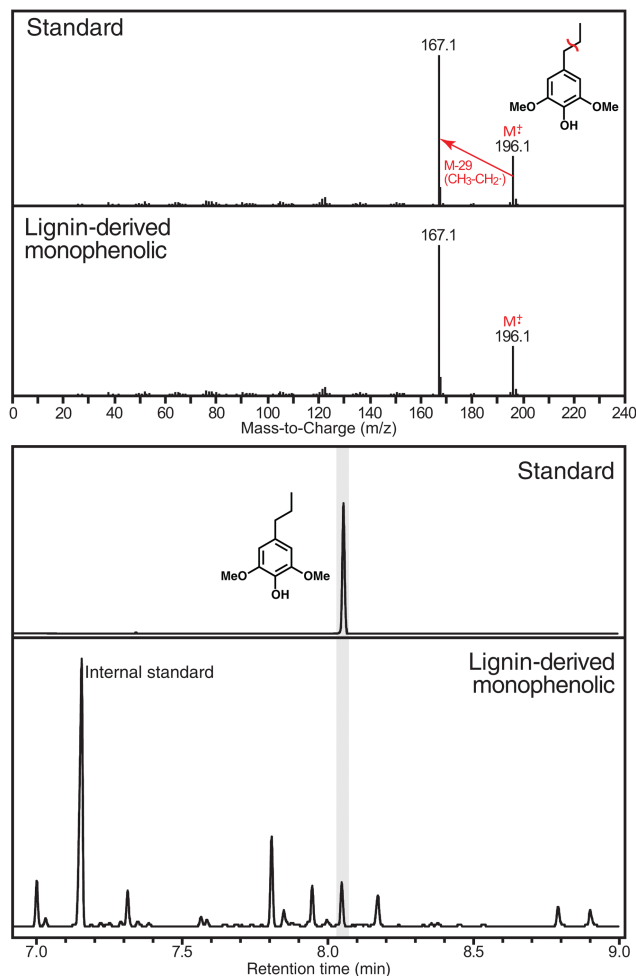 Standard
167.1
MeO
OMe
OH
M‡
196.1
M-29
(CH3-CH2·)
Lignin-derived
monophenolic
167.1
M‡
196.1
0 20 40 60 80 100 120 140 160 180 200 220 240
Mass-to-Charge (m/z)
Standard
MeO
OMe
OH
Internal standard
Lignin-derived
monophenolic
7.0 7.5 8.0 8.5 9.0
Retention time (min)